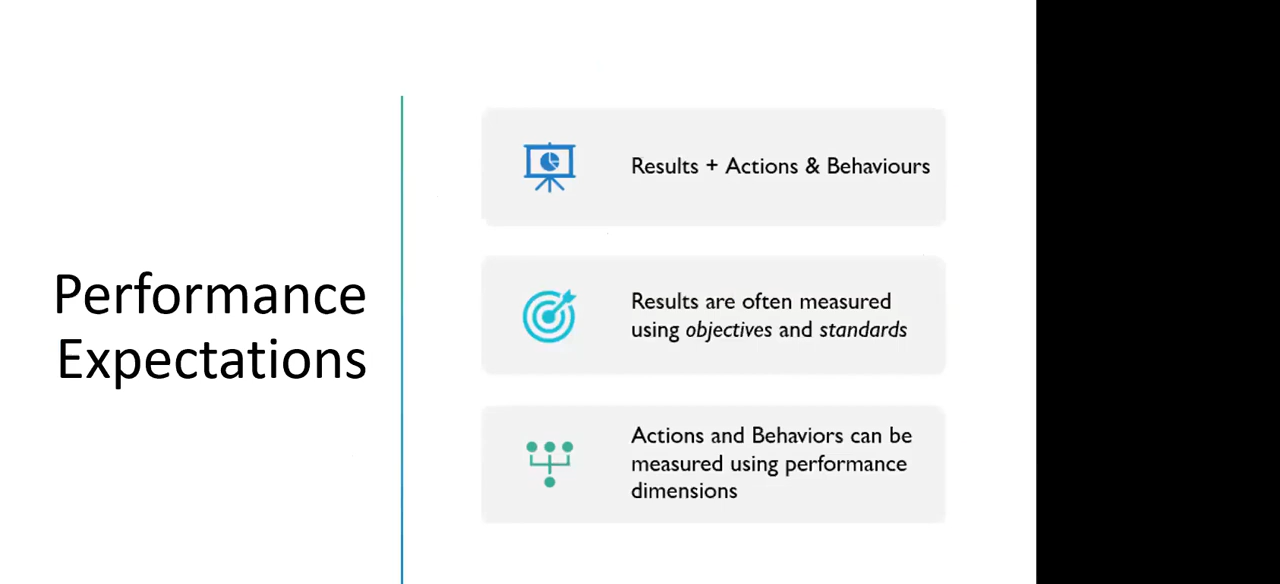 Performance
Expectations
Results + Actions & Behaviours
Results are often measured
using objectives and standards
Actions and Behaviors can be
measured using performance
dimensions